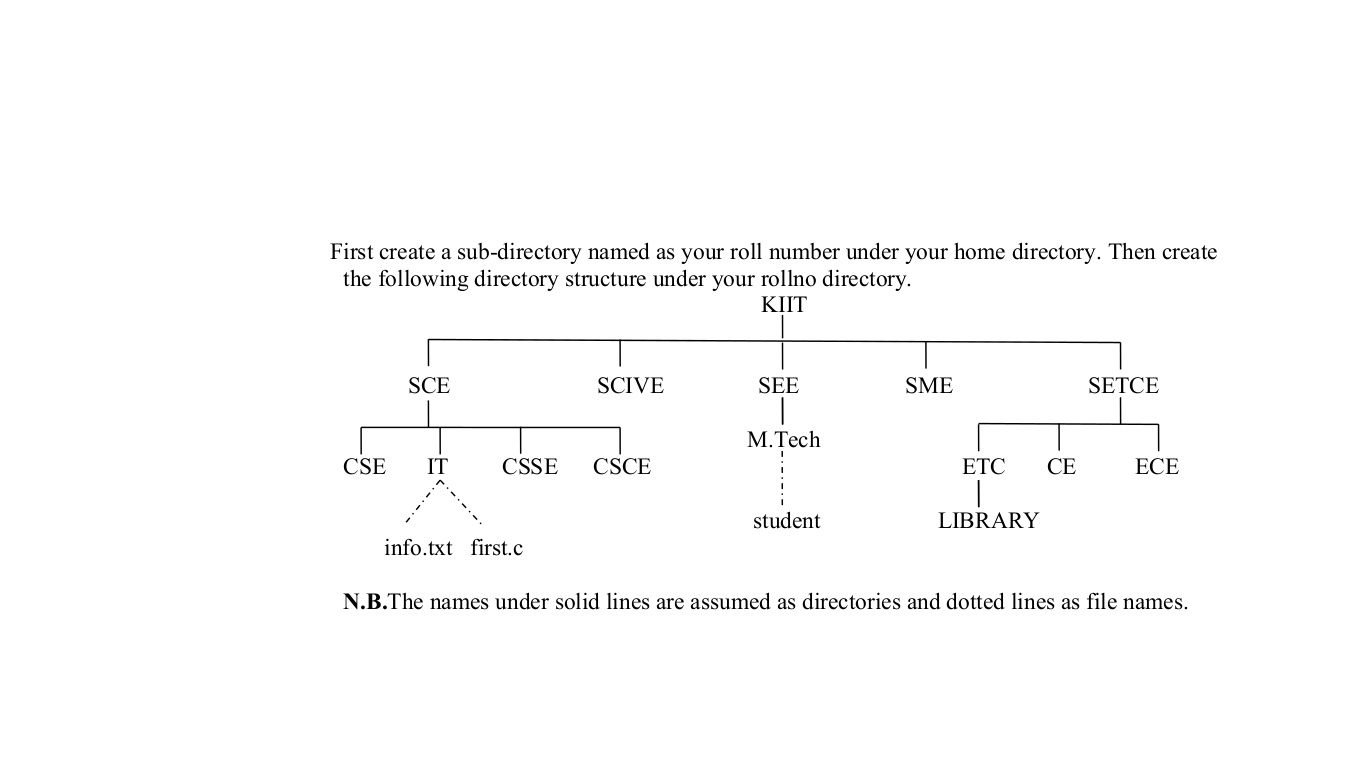 First create a sub-directory named as your roll number under your home directory. Then create
the following directory structure under your rollno directory.
KIIT
SCE SCIVE SEE SME SETCE
M.Tech
CSE IT CSSE CSCE ETC CE ECE
student LIBRARY
info.txt first.c
N.B.The names under solid lines are assumed as directories and dotted lines as file names.